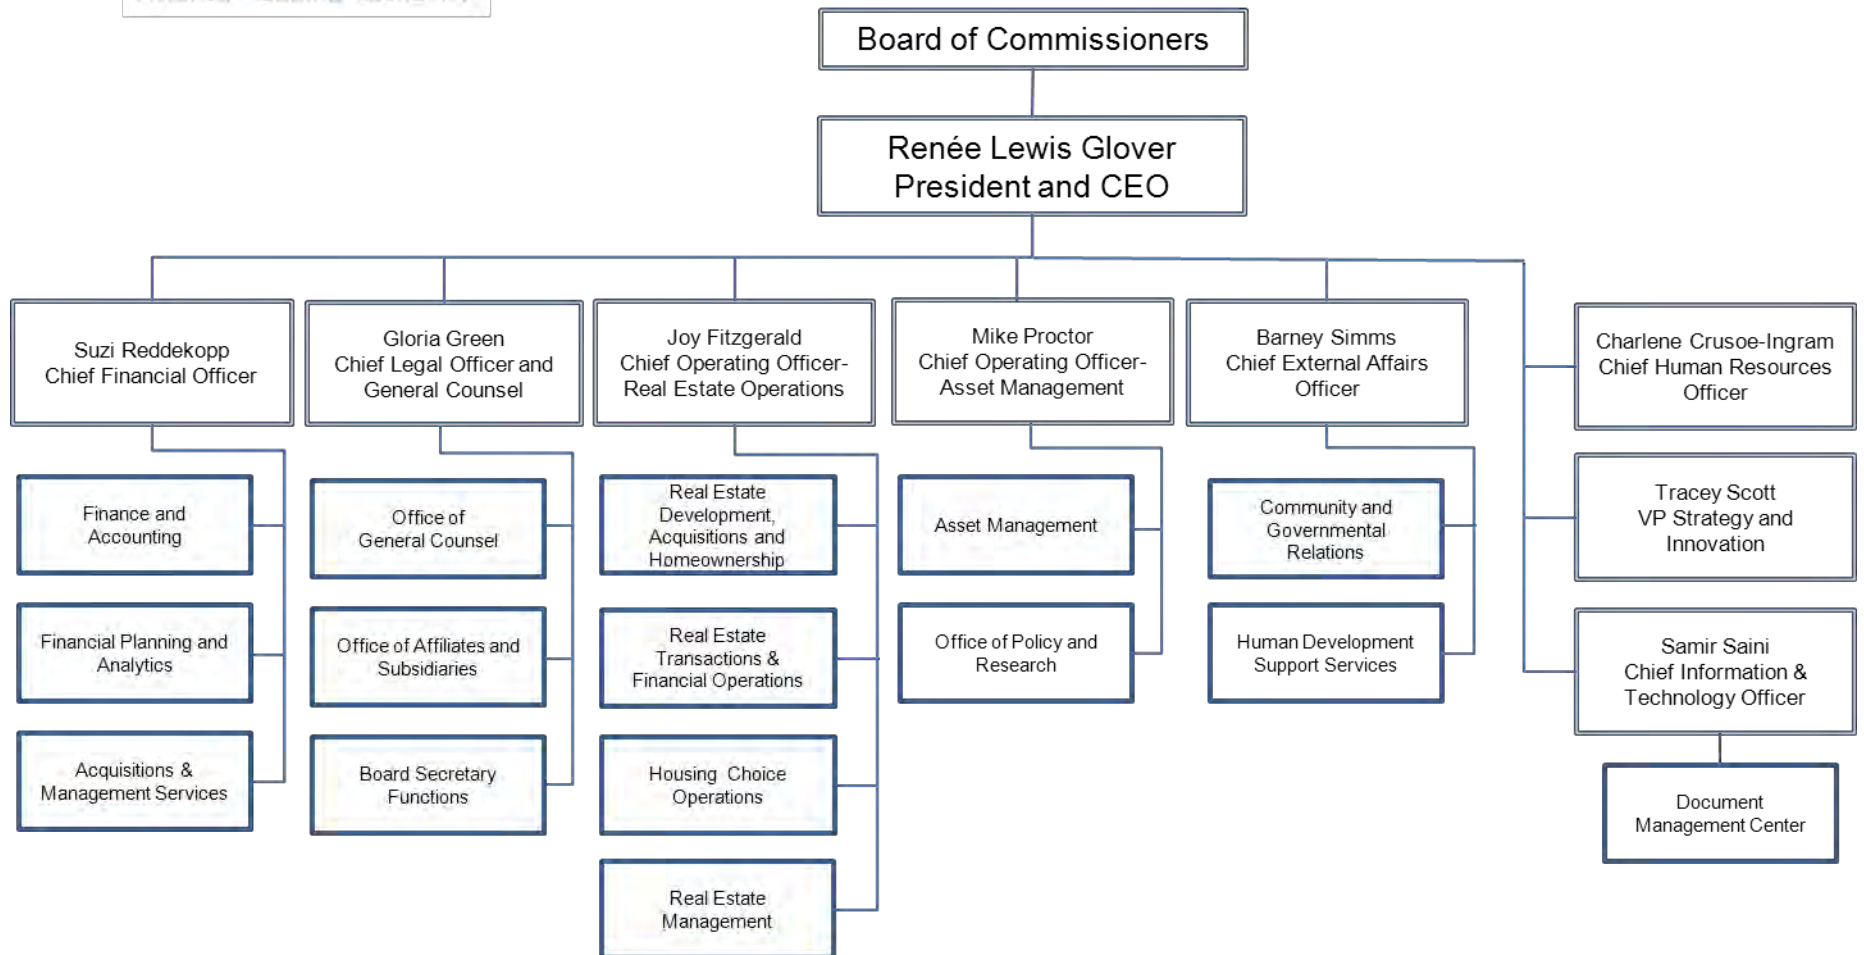 Board of Commissioners
Renée Lewis Glover
President and CEO
Suzi Reddekopp
Chief Financial Officer
Gloria Green
Chief Legal Officer and
General Counsel
Joy Fitzgerald
Chief Operating Officer-
Real Estate Operations
Mike Proctor
Chief Operating Officer-
Asset Management
Barney Simms
Chief External Affairs
Officer
Charlene Crusoe-Ingram
Chief Human Resources
Officer
Tracey Scott
VP Strategy and
Innovation
Samir Saini
Chief Information &
Technology Officer
Document
Management Center
Finance and
Accounting
Financial Planning and
Analytics
Acquisitions &
Management Services
Office of
General Counsel
Office of Affiliates and
Subsidiaries
Board Secretary
Functions
Real Estate
Development,
Acquisitions and
Homeownership
Real Estate
Transactions &
Financial Operations
Housing Choice
Operations
Real Estate
Management
Asset Management
Office of Policy and
Research
Community and
Governmental
Relations
Human Development
Support Services